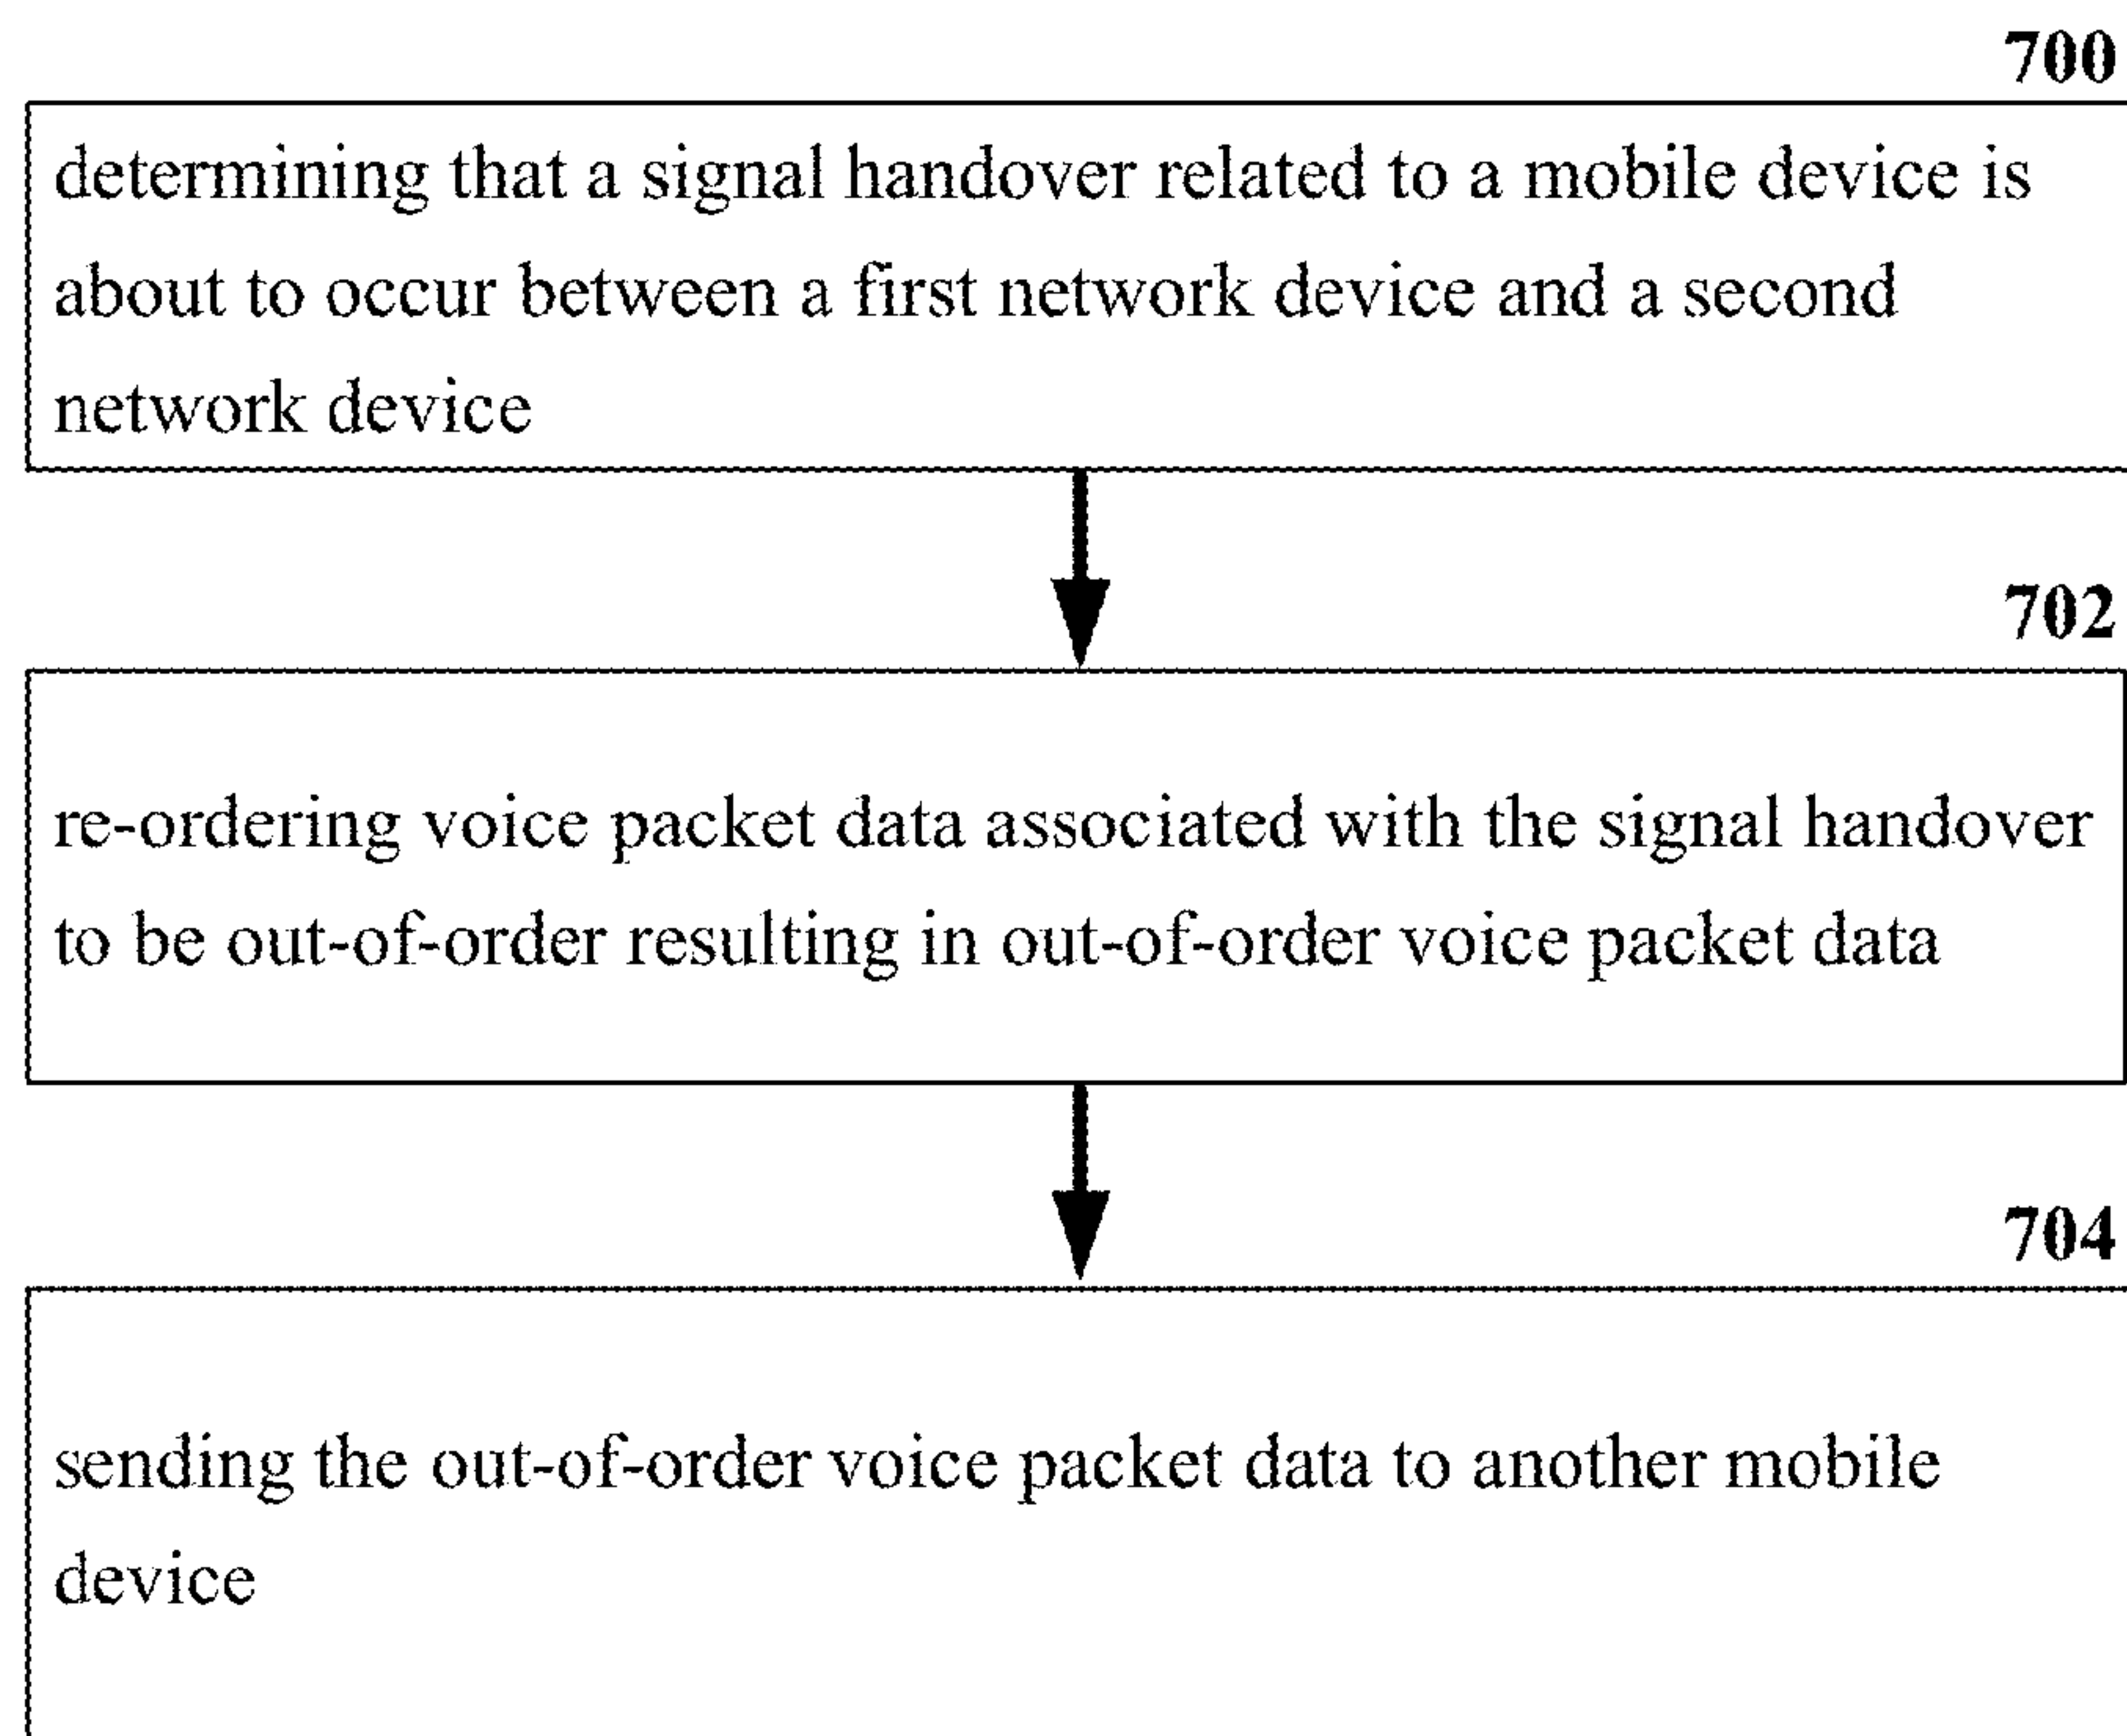 700
determining that a signal handover related to a mobile device is
about to occur between a first network device and a second
network device
702
re-ordering voice packet data associated with the signal handover
to be out-of-order resulting in out-of-order voice packet data
704
sending the out-of-order voice packet data to another mobile
device